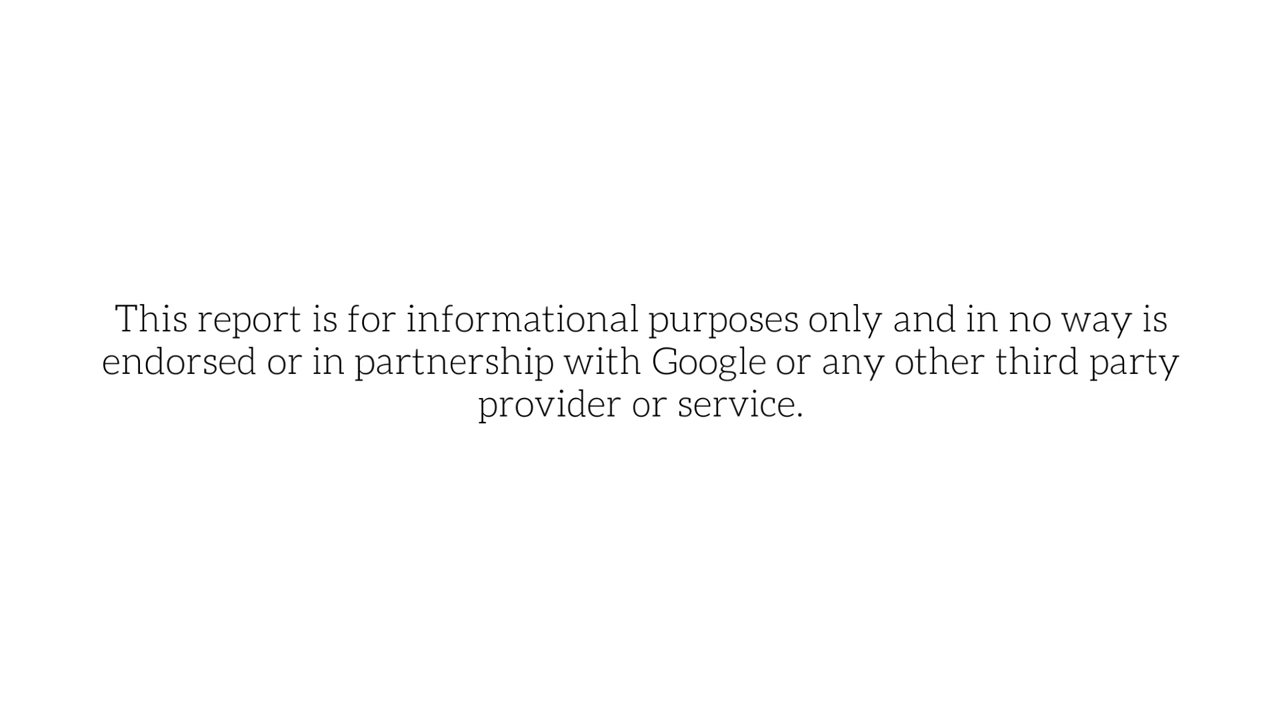 This report is for informational purposes only and in no way is
endorsed or in partnership with Google or any other third party
provider or service.